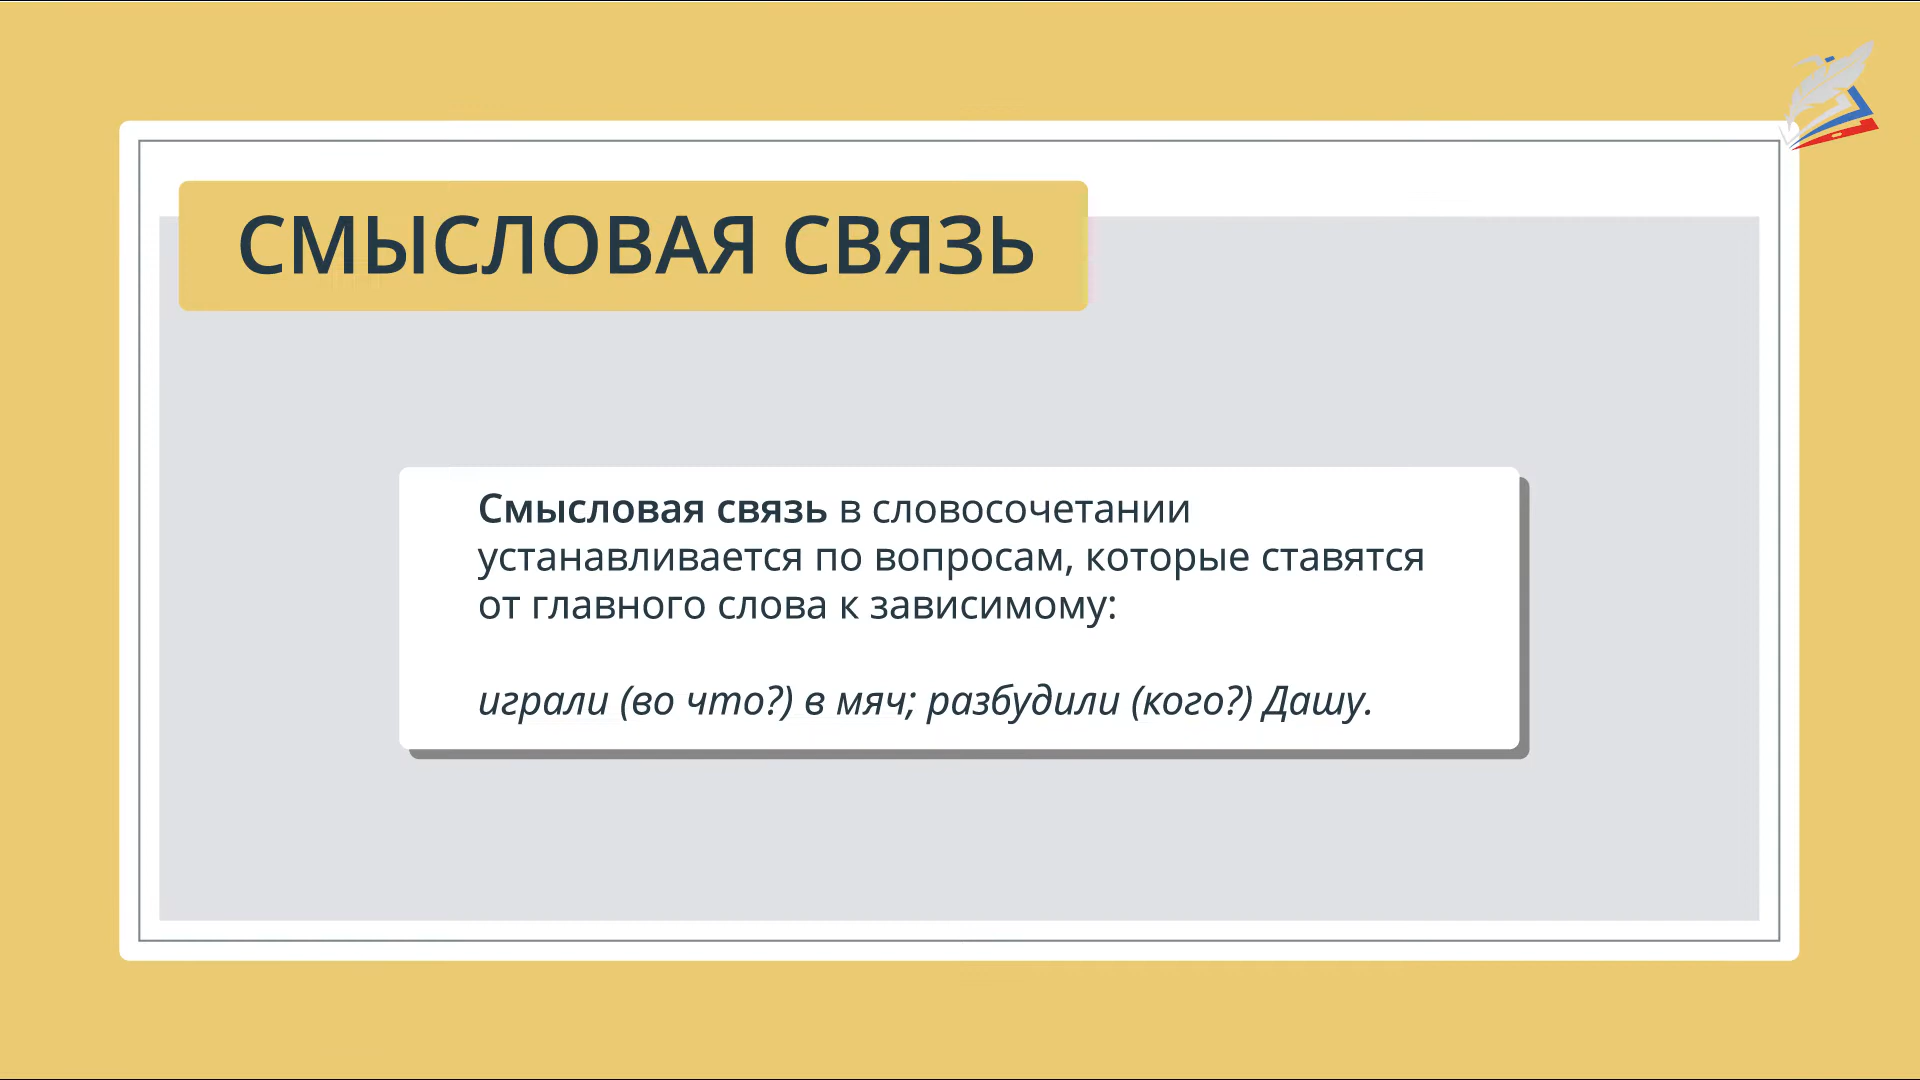 СМЫСЛОВАЯ СВЯЗЬ
Смысловая связь в словосочетании
устанавливается по вопросам, которые ставятся
от главного слова к зависимому:
играли (во что?) в мяч; разбудили (кого?) Дашу.